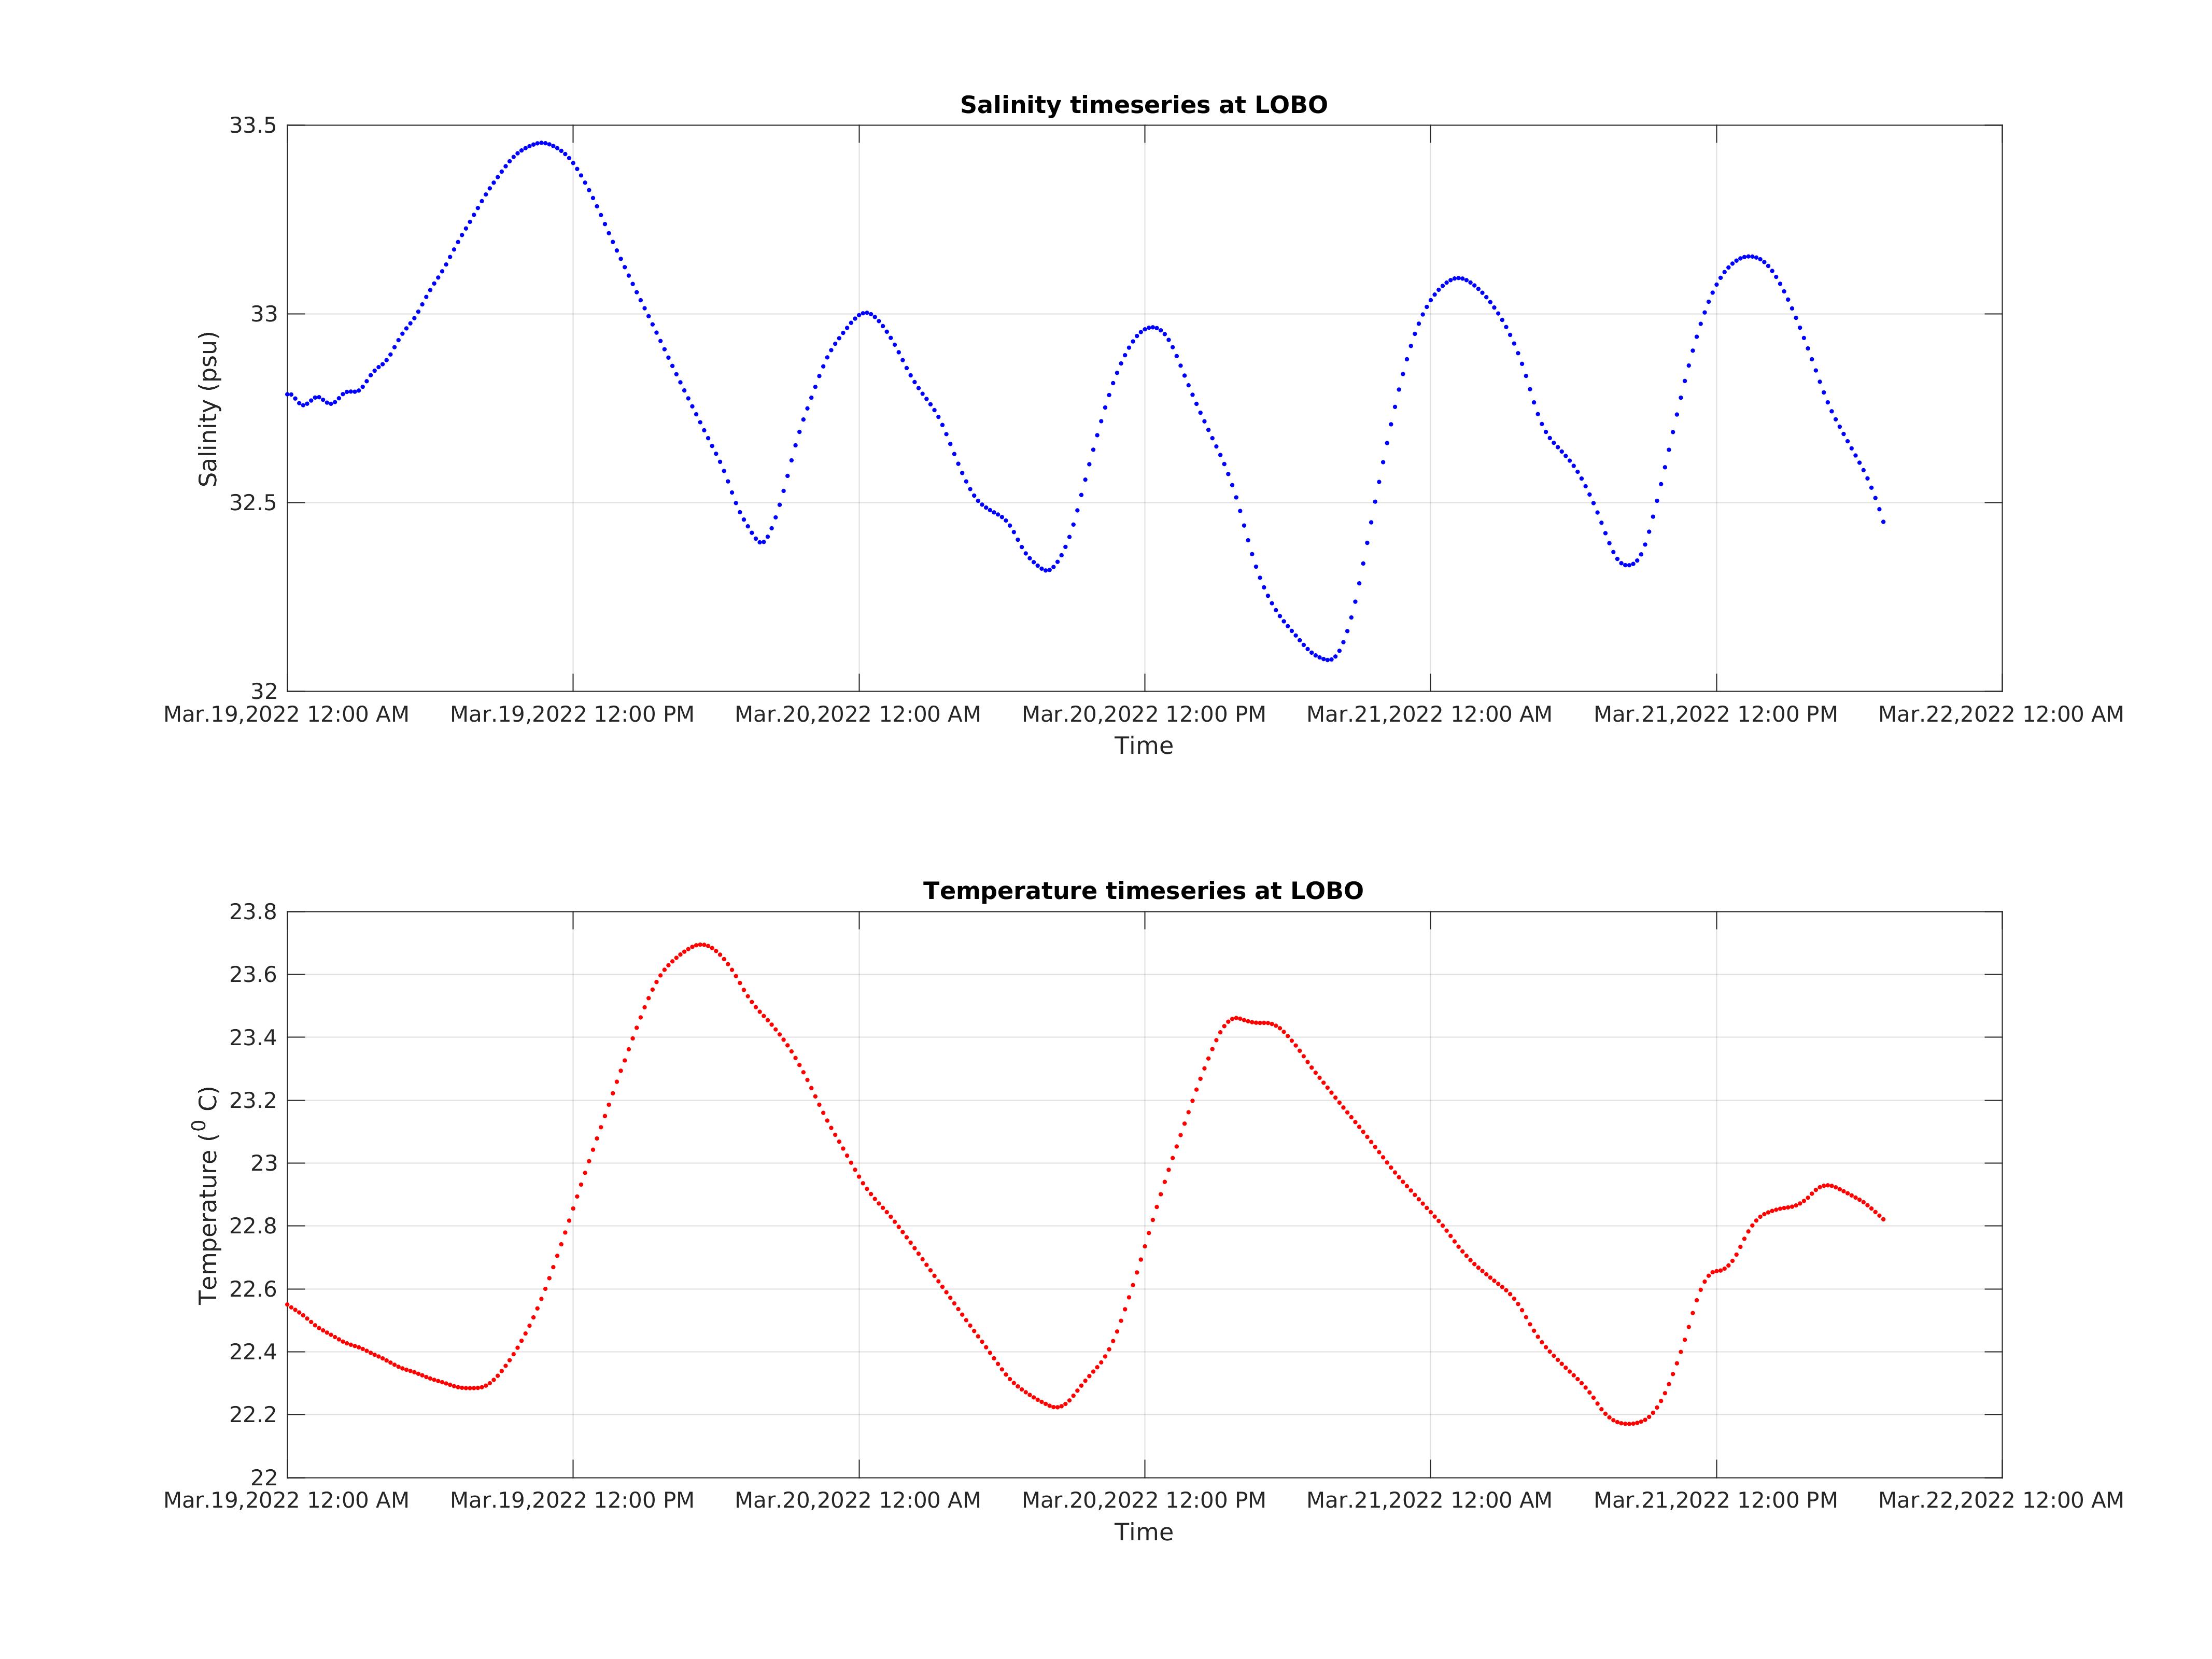 Salinity timeseries at LOBO
33.5
33
32.5
32
Salinity (psu)
Mar.19,2022 12:00 AM Mar.19,2022 12:00 PM Mar.20,2022 12:00 AM Mar.20,2022 12:00 PM Mar.21,2022 12:00 AM Mar.21,2022 12:00 PM Mar.22,2022 12:00 AM
Time
Temperature timeseries at LOBO
23.8
23.6
23.4
23.2
23
22.8
22.6
22.4
22.2
22
Temperature (⁰ C)
Mar.19,2022 12:00 AM Mar.19,2022 12:00 PM Mar.20,2022 12:00 AM Mar.20,2022 12:00 PM Mar.21,2022 12:00 AM Mar.21,2022 12:00 PM Mar.22,2022 12:00 AM
Time